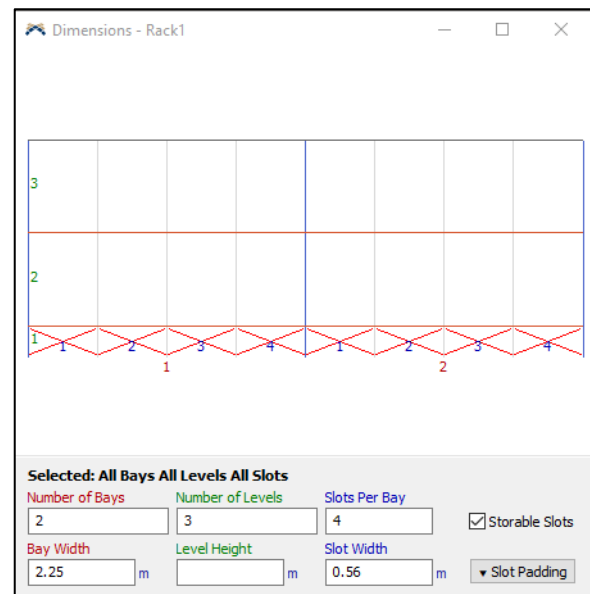 Dimensions - Rack1
3
2
1
1 2 3 4 1 2 3 4
1 2
Selected: All Bays All Levels All Slots
Number of Bays Number of Levels Slots Per Bay
2 3 4 Storable Slots
Bay Width Level Height Slot Width
2.25 m m 0.56 m ▾ Slot Padding